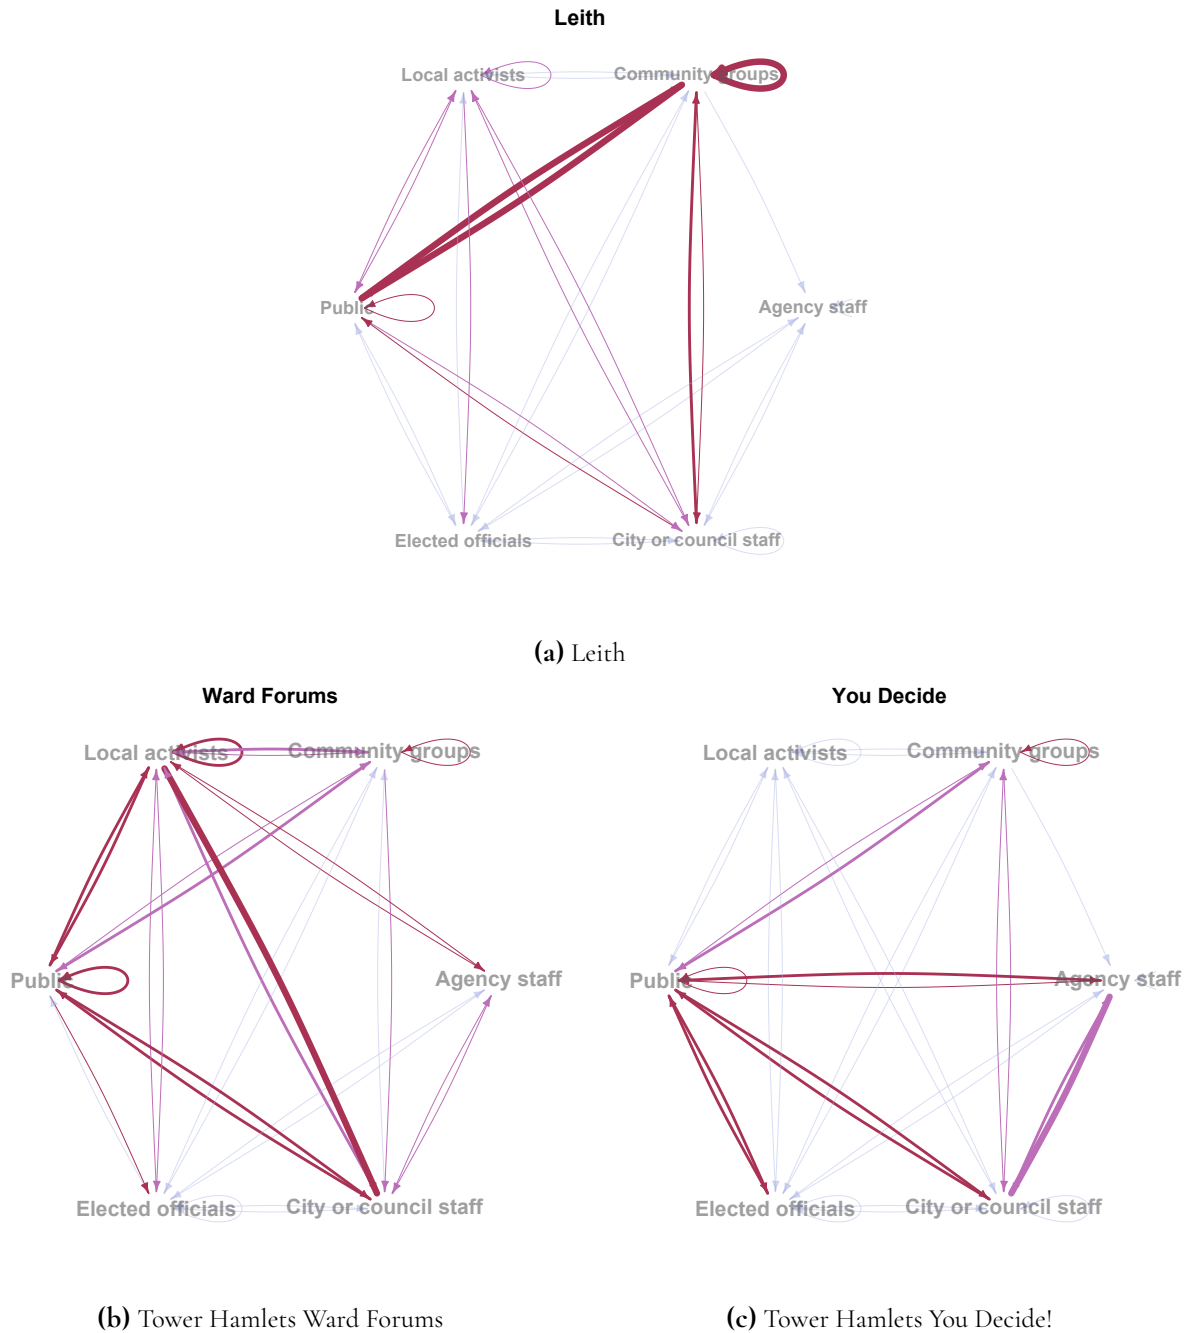 Leith
Local activists
Community groups
Public
Agency staff
Elected officials
City or council staff
(a) Leith
Ward Forums
You Decide
Local activists
Community groups
Local activists
Community groups
Public
Agency staff
Public
Agency staff
Elected officials
City or council staff
Elected officials
City or council staff
(b) Tower Hamlets Ward Forums
(c) Tower Hamlets You Decide!